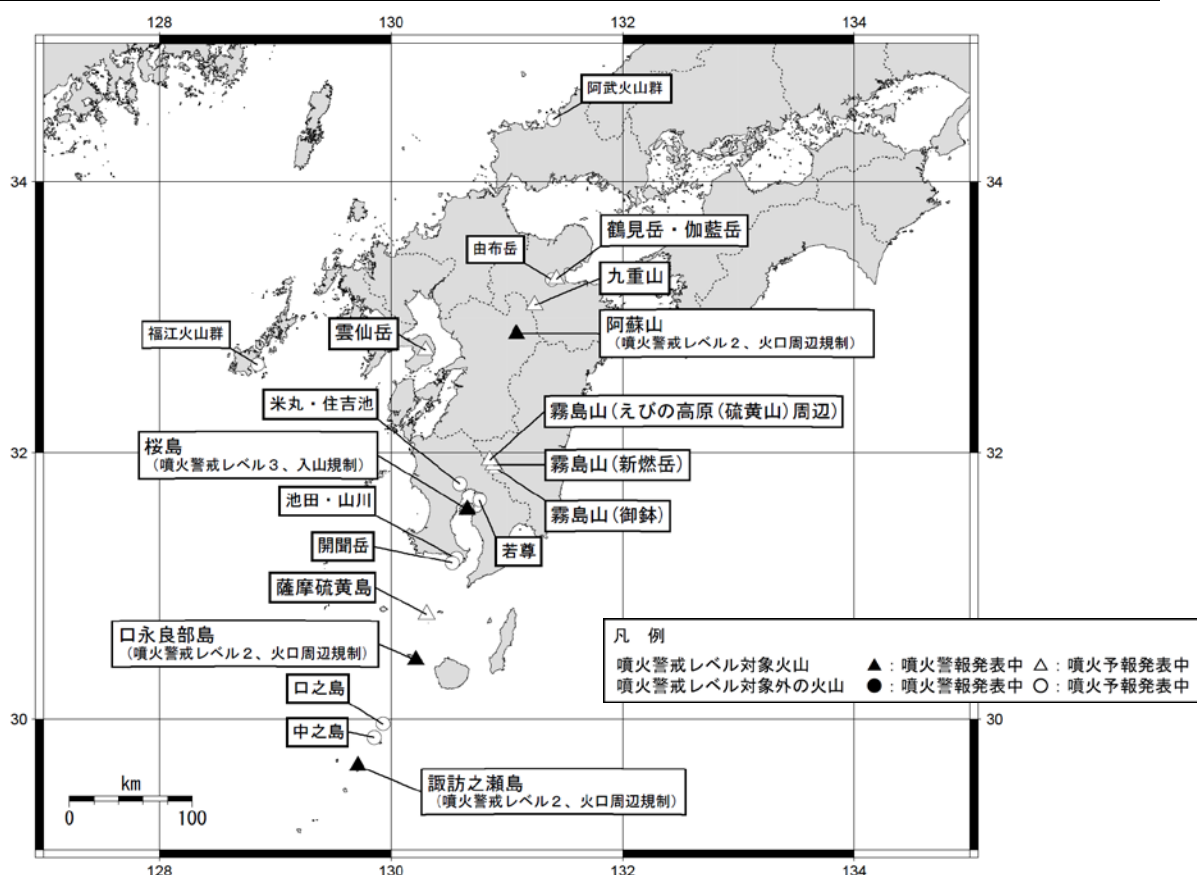 128
130
132
134
阿武火山群
34
34
鶴見岳・伽藍岳
由布岳
九重山
阿蘇山
(噴火警戒レベル2、火口周辺規制)
雲仙岳
福江火山群
米丸・住吉池
霧島山(えびの高原(硫黄山)周辺)
桜島
(噴火警戒レベル3、入山規制)
32
32
霧島山(新燃岳)
池田・山川
霧島山(御鉢)
開聞岳
若尊
薩摩硫黄島
口永良部島
(噴火警戒レベル2、火口周辺規制)
凡 例
噴火警戒レベル対象火山 ▲:噴火警報発表中 △:噴火予報発表中
噴火警戒レベル対象外の火山 ●:噴火警報発表中 ○:噴火予報発表中
口之島
30
30
中之島
諏訪之瀬島
(噴火警戒レベル2、火口周辺規制)
km
0 100
128
130
132
134